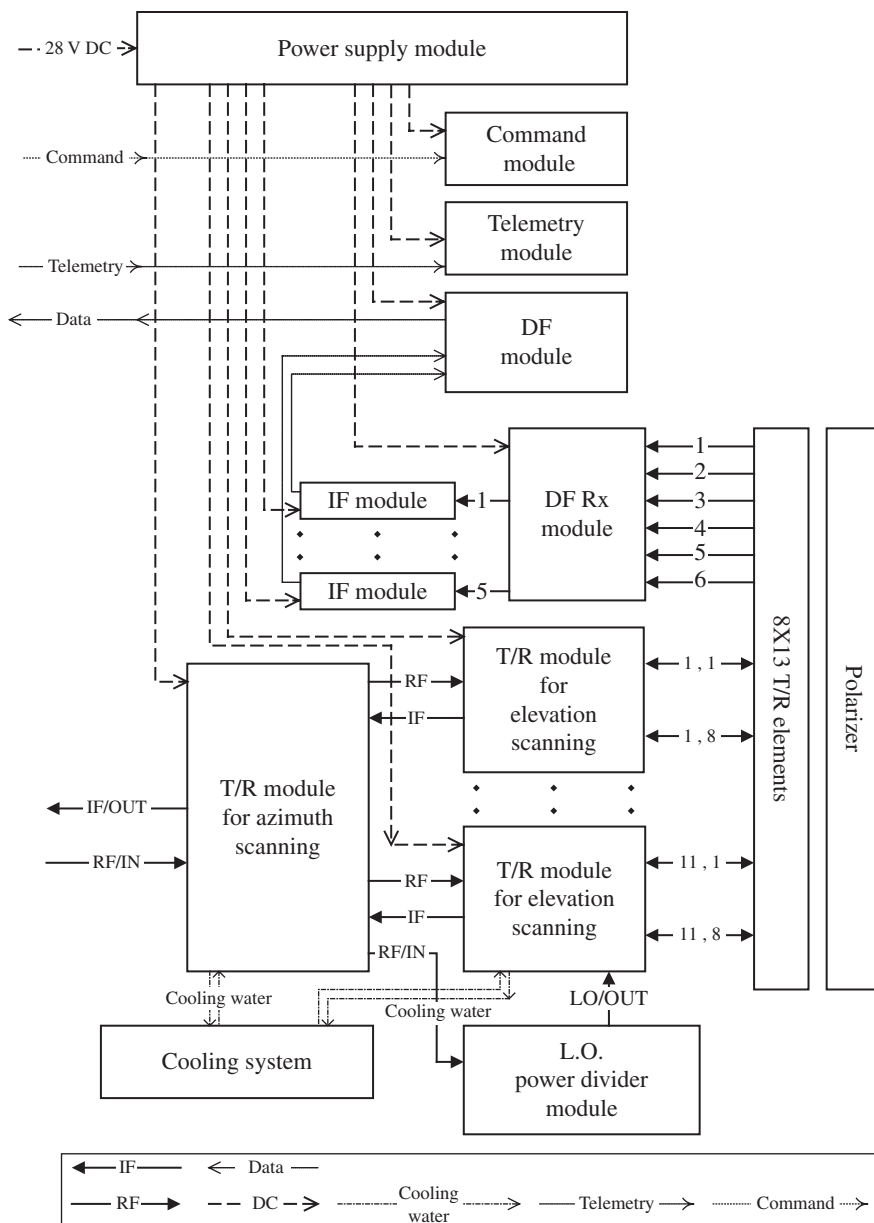 28 V DC
Power supply module
Command
Command
module
Telemetry
module
Telemetry
Data
DF
module
1
2
3
4
5
6
DF Rx
module
IF module
1
IF module
5
8X13 T/R elements
Polarizer
T/R module
for
elevation
scanning
1 , 1
1 , 8
RF
IF
T/R module
for azimuth
scanning
IF/OUT
RF/IN
T/R module
for elevation
scanning
11 , 1
11 , 8
RF
IF
RF/IN
Cooling water
Cooling water
LO/OUT
Cooling system
L.O.
power divider
module
IF
Data
RF
DC
Cooling
water
Telemetry
Command